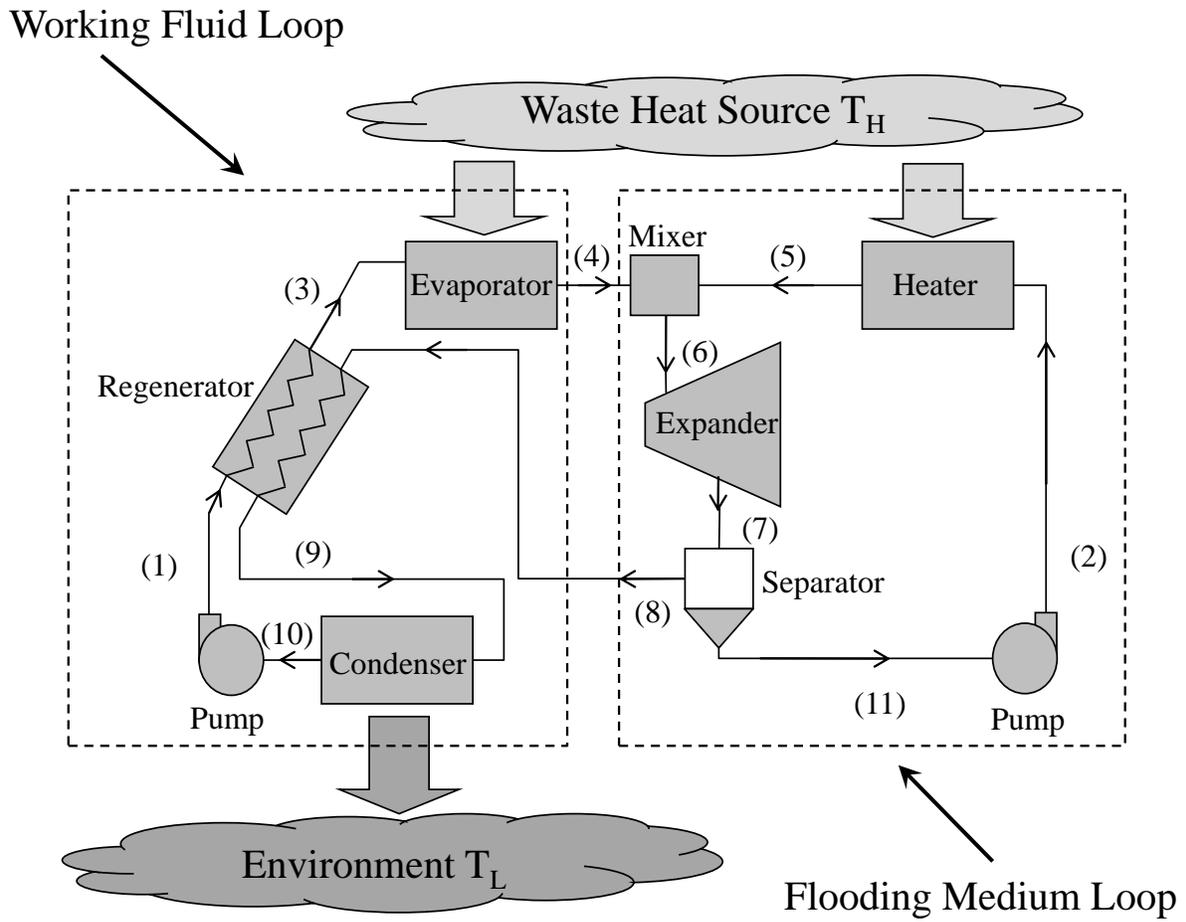 Working Fluid Loop
Waste Heat Source T_H
Mixer
(4)
(5)
Evaporator
Heater
(3)
(6)
Regenerator
Expander
(7)
(9)
(1)
(2)
Separator
(8)
(10)
Condenser
(11)
Pump
Pump
Environment T_L
Flooding Medium Loop